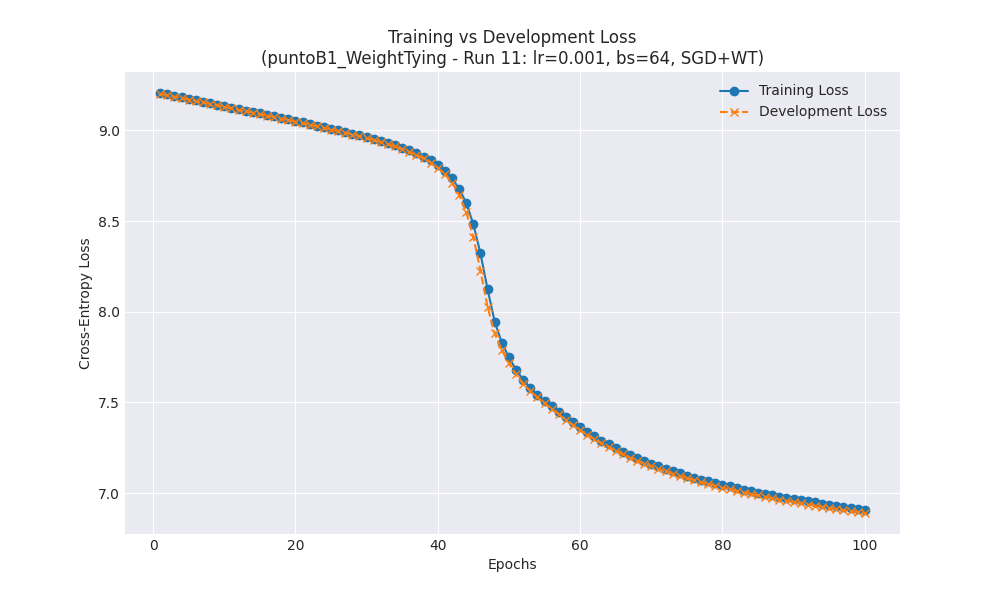 Training vs Development Loss
(puntoB1_WeightTying - Run 11: lr=0.001, bs=64, SGD+WT)
Training Loss
Development Loss
9.0
8.5
8.0
7.5
7.0
Cross-Entropy Loss
0 20 40 60 80 100
Epochs